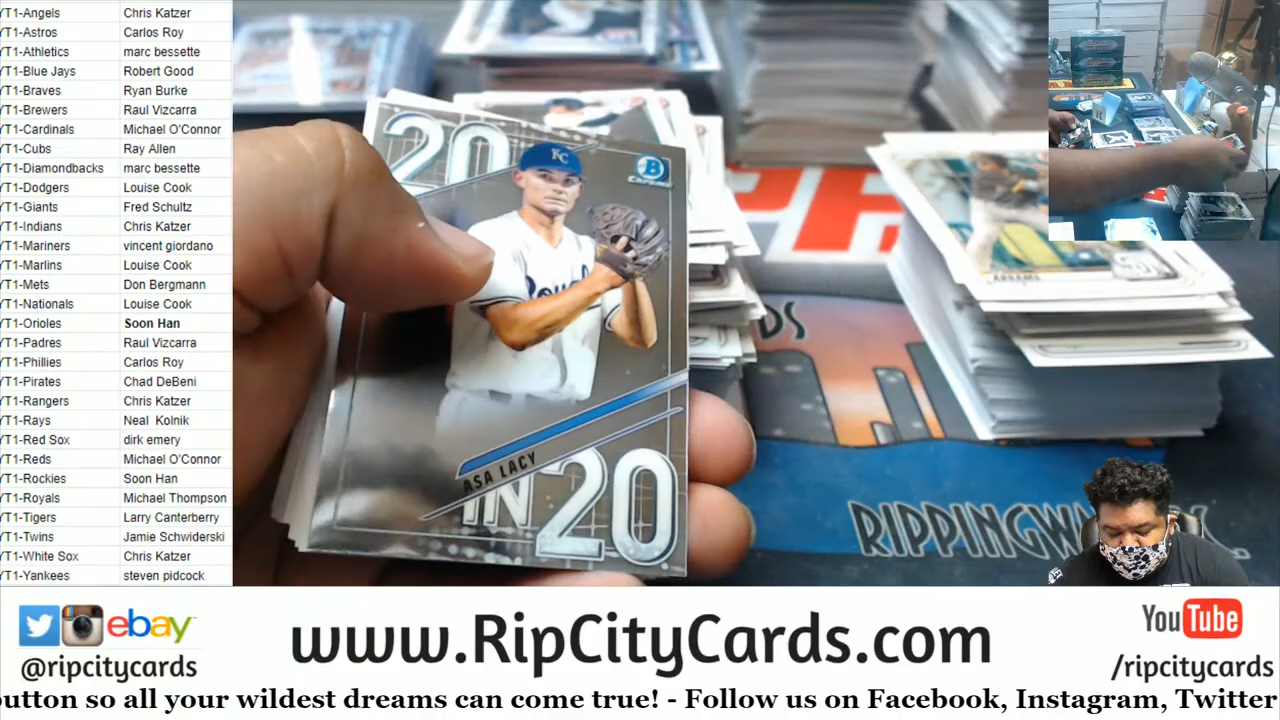 YT1-Angels Chris Katzer
YT1-Astros Carlos Roy
YT1-Athletics marc bessette
YT1-Blue Jays Robert Good
YT1-Braves Ryan Burke
YT1-Brewers Raul Vizcarra
YT1-Cardinals Michael O'Connor
YT1-Cubs Ray Allen
YT1-Diamondbacks marc bessette
YT1-Dodgers Louise Cook
YT1-Giants Fred Schultz
YT1-Indians Chris Katzer
YT1-Mariners vincent giordano
YT1-Marlins Louise Cook
YT1-Mets Don Bergmann
YT1-Nationals Louise Cook
YT1-Orioles Soon Han
YT1-Padres Raul Vizcarra
YT1-Phillies Carlos Roy
YT1-Pirates Chad DeBeni
YT1-Rangers Chris Katzer
YT1-Rays Neal Kolnik
YT1-Red Sox dirk emery
YT1-Reds Michael O'Connor
YT1-Rockies Soon Han
YT1-Royals Michael Thompson
YT1-Tigers Larry Canterberry
YT1-Twins Jamie Schwiderski
YT1-White Sox Chris Katzer
YT1-Yankees steven pidcock
20
KC
B
CHROME
ASA LACY
IN 20
ABRAMS
DS
RIPPINGWA
ebay
@ripcitycards
www.RipCityCards.com
YouTube
/ripcitycards
button so all your wildest dreams can come true! - Follow us on Facebook, Instagram, Twitter